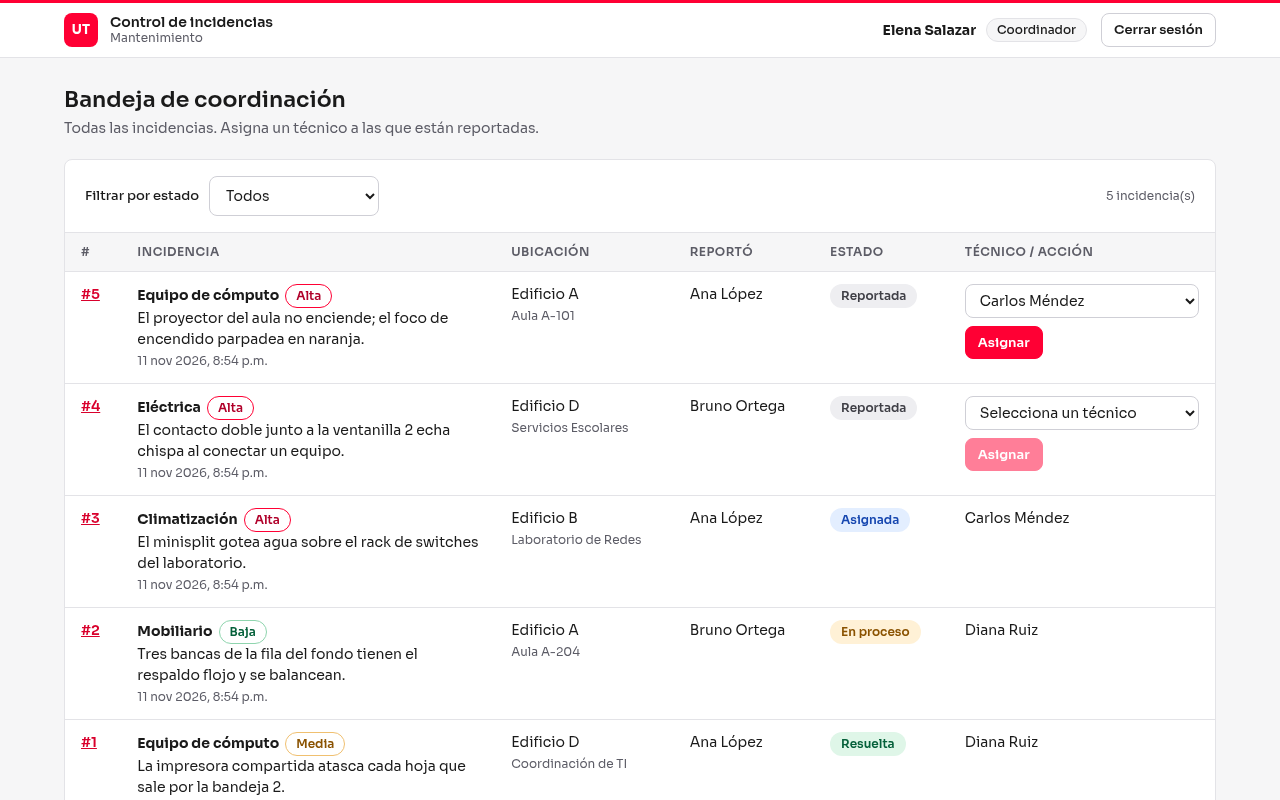 UT
Control de incidencias
Mantenimiento
Elena Salazar
Coordinador
Cerrar sesión
Bandeja de coordinación
Todas las incidencias. Asigna un técnico a las que están reportadas.
Filtrar por estado
Todos
5 incidencia(s)
# INCIDENCIA UBICACIÓN REPORTÓ ESTADO TÉCNICO / ACCIÓN
#5 Equipo de cómputo Alta Edificio A Ana López Reportada Carlos Méndez
El proyector del aula no enciende; el foco de Aula A-101
encendido parpadea en naranja. Asignar
11 nov 2026, 8:54 p.m.
#4 Eléctrica Alta Edificio D Bruno Ortega Reportada Selecciona un técnico
El contacto doble junto a la ventanilla 2 echa Servicios Escolares
chispa al conectar un equipo. Asignar
11 nov 2026, 8:54 p.m.
#3 Climatización Alta Edificio B Ana López Asignada Carlos Méndez
El minisplit gotea agua sobre el rack de switches Laboratorio de Redes
del laboratorio.
11 nov 2026, 8:54 p.m.
#2 Mobiliario Baja Edificio A Bruno Ortega En proceso Diana Ruiz
Tres bancas de la fila del fondo tienen el Aula A-204
respaldo flojo y se balancean.
11 nov 2026, 8:54 p.m.
#1 Equipo de cómputo Media Edificio D Ana López Resuelta Diana Ruiz
La impresora compartida atasca cada hoja que Coordinación de TI
sale por la bandeja 2.